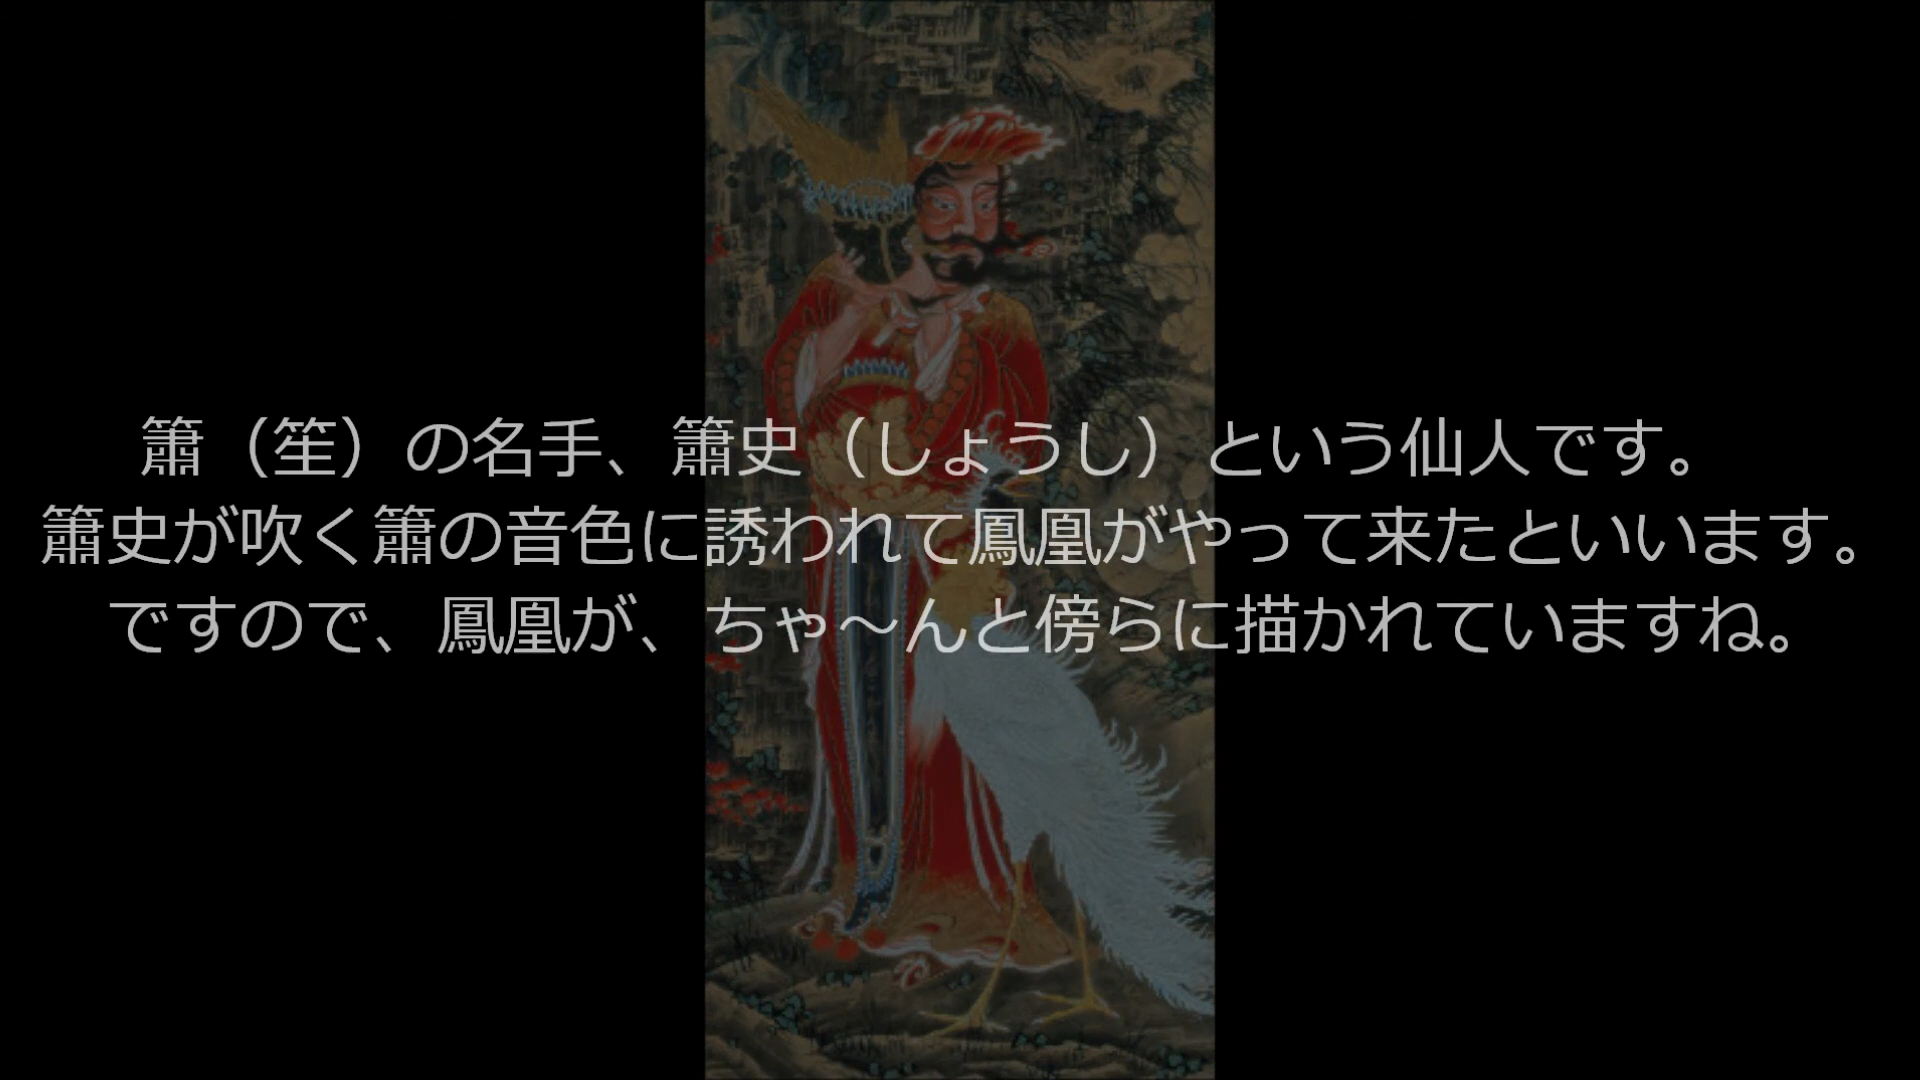 簫（笙）の名手、簫史（しょうし）という仙人です。
簫史が吹く簫の音色に誘われて鳳凰がやって来たといいます。
ですので、鳳凰が、ちゃ～んと傍らに描かれていますね。